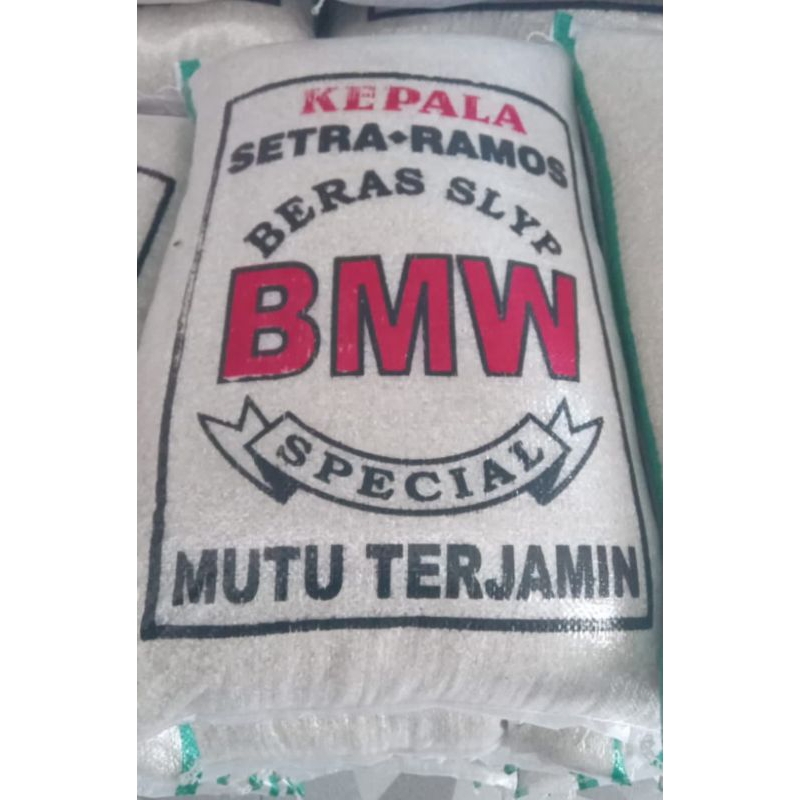 KEPALA
SETRA•RAMOS
BERAS SLYP
BMW
SPECIAL
MUTU TERJAMIN